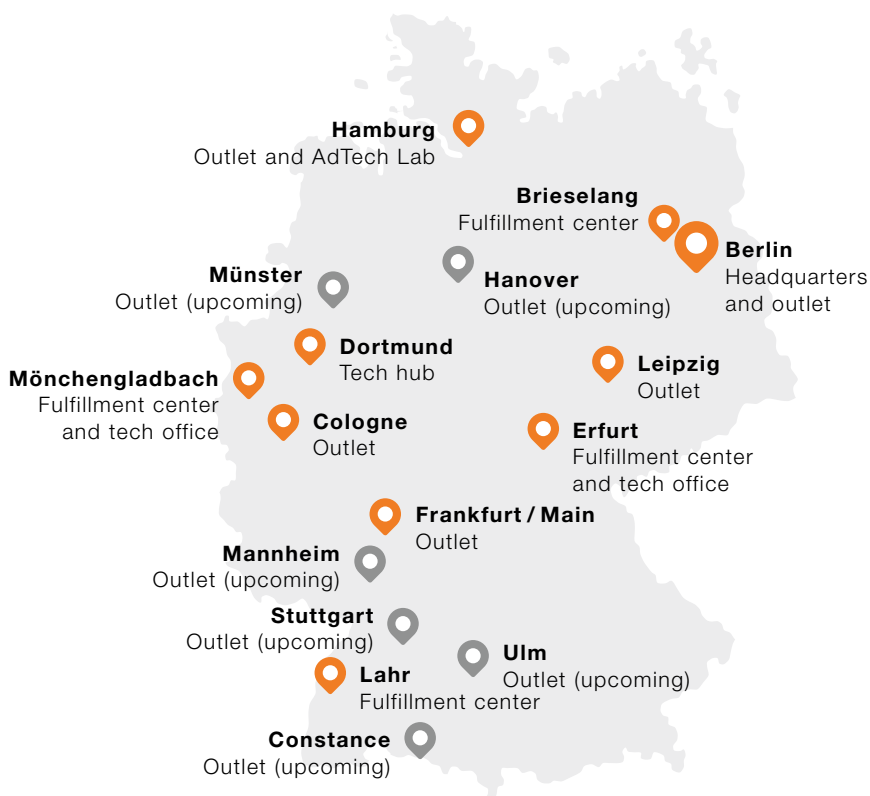 Hamburg
Outlet and AdTech Lab
Brieselang
Fulfillment center
Berlin
Headquarters
and outlet
Münster
Outlet (upcoming)
Hanover
Outlet (upcoming)
Dortmund
Tech hub
Leipzig
Outlet
Mönchengladbach
Fulfillment center
and tech office
Cologne
Outlet
Erfurt
Fulfillment center
and tech office
Frankfurt / Main
Outlet
Mannheim
Outlet (upcoming)
Stuttgart
Outlet (upcoming)
Ulm
Outlet (upcoming)
Lahr
Fulfillment center
Constance
Outlet (upcoming)